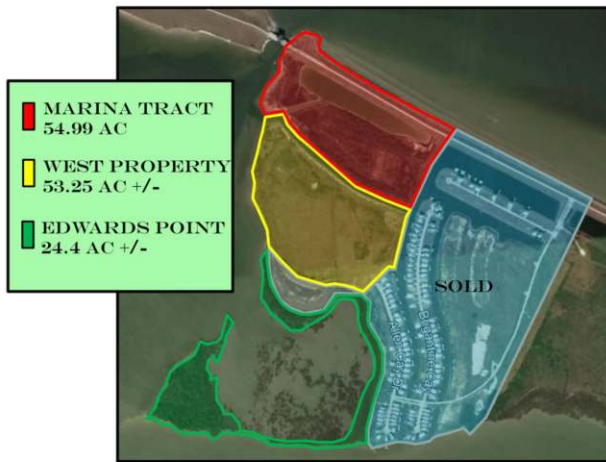 MARINA TRACT
54.99 AC
WEST PROPERTY
53.25 AC +/-
EDWARDS POINT
24.4 AC +/-
SOLD